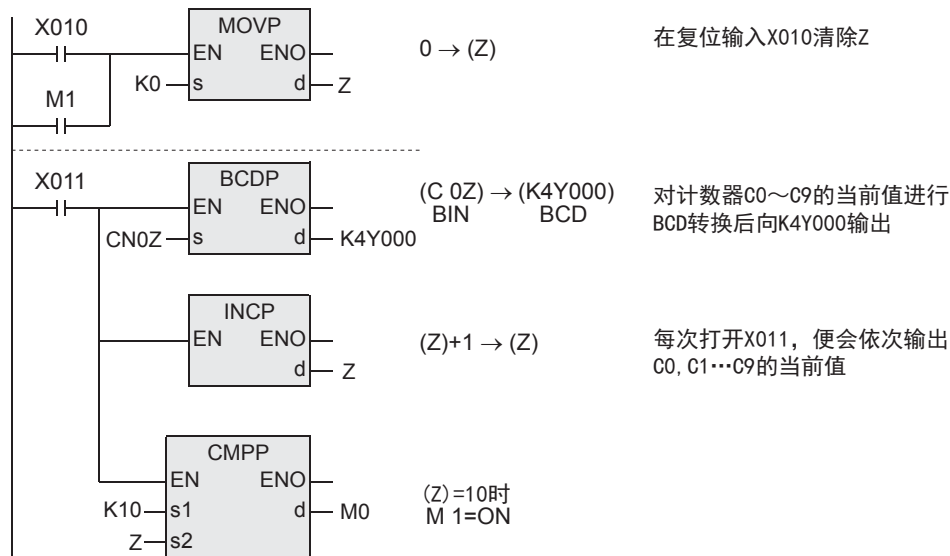 X010
MOVP
EN ENO
K0 s d Z
M1
0 → (Z)
在复位输入X010清除Z
X011
BCDP
EN ENO
CN0Z s d K4Y000
(C 0Z) → (K4Y000)
BIN BCD
对计数器C0～C9的当前值进行
BCD转换后向K4Y000输出
INCP
EN ENO
d Z
(Z)+1 → (Z)
每次打开X011，便会依次输出
C0,C1⋯C9的当前值
CMPP
EN ENO
K10 s1 d M0
Z s2
(Z)=10时
M 1=ON